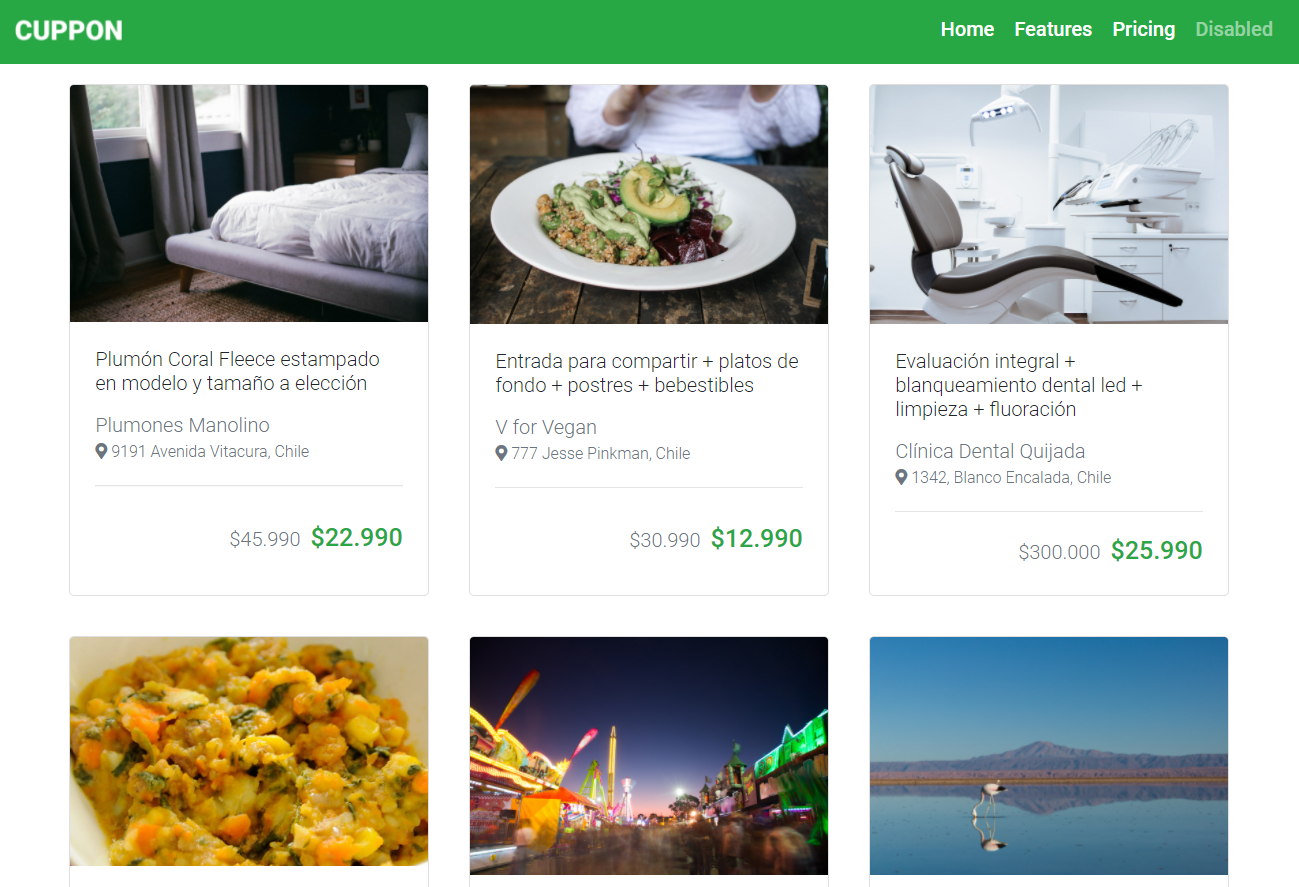 CUPPON
Home Features Pricing Disabled
Plumón Coral Fleece estampado
en modelo y tamaño a elección
Plumones Manolino
9191 Avenida Vitacura, Chile
$45.990 $22.990
Entrada para compartir + platos de
fondo + postres + bebestibles
V for Vegan
777 Jesse Pinkman, Chile
$30.990 $12.990
Evaluación integral +
blanqueamiento dental led +
limpieza + fluoración
Clínica Dental Quijada
1342, Blanco Encalada, Chile
$300.000 $25.990